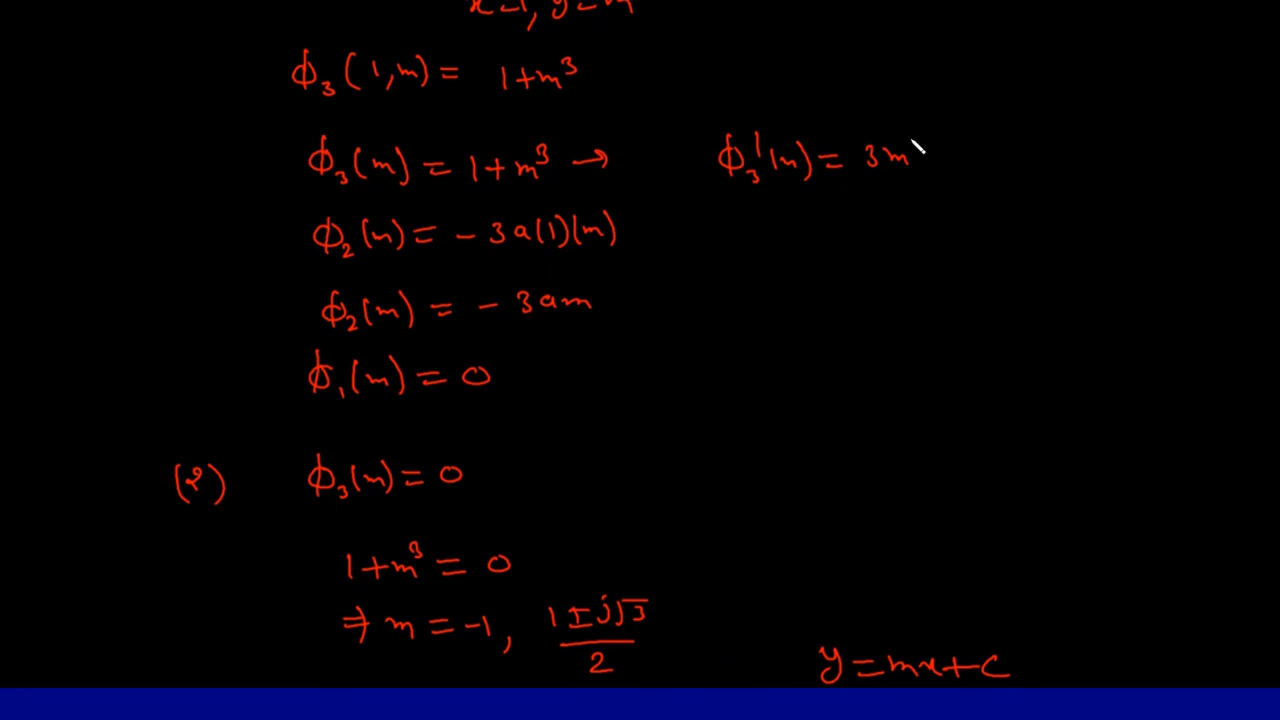 x=1, y=m
ϕ₃(1,m) = 1+m³
ϕ₃(m) = 1+m³ → ϕ₃'(m) = 3m
ϕ₂(m) = -3a(1)(m)
ϕ₂(m) = -3am
ϕ₁(m) = 0
(2) ϕ₃(m) = 0
1+m³ = 0
⇒ m = -1, (1±j√3)/2
y = mx+c